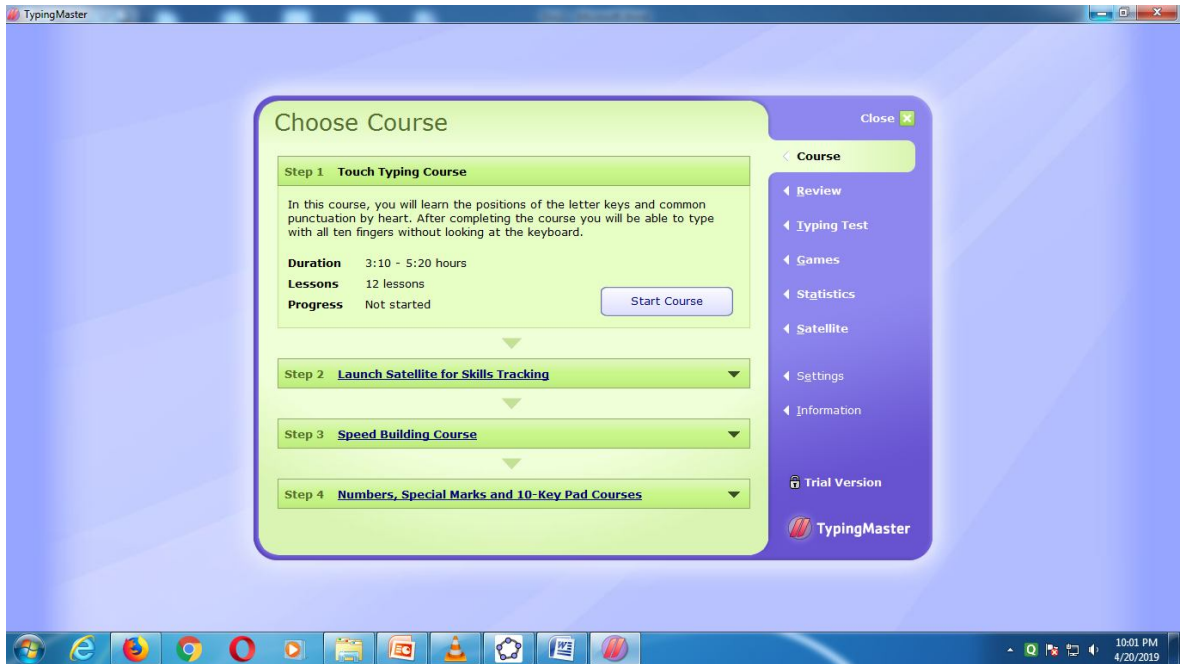 TypingMaster
Choose Course
Close
Step 1 Touch Typing Course
In this course, you will learn the positions of the letter keys and common
punctuation by heart. After completing the course you will be able to type
with all ten fingers without looking at the keyboard.
Duration 3:10 - 5:20 hours
Lessons 12 lessons
Progress Not started
Start Course
Step 2 Launch Satellite for Skills Tracking
Step 3 Speed Building Course
Step 4 Numbers, Special Marks and 10-Key Pad Courses
Course
Review
Typing Test
Games
Statistics
Satellite
Settings
Information
Trial Version
TypingMaster
10:01 PM
4/20/2019